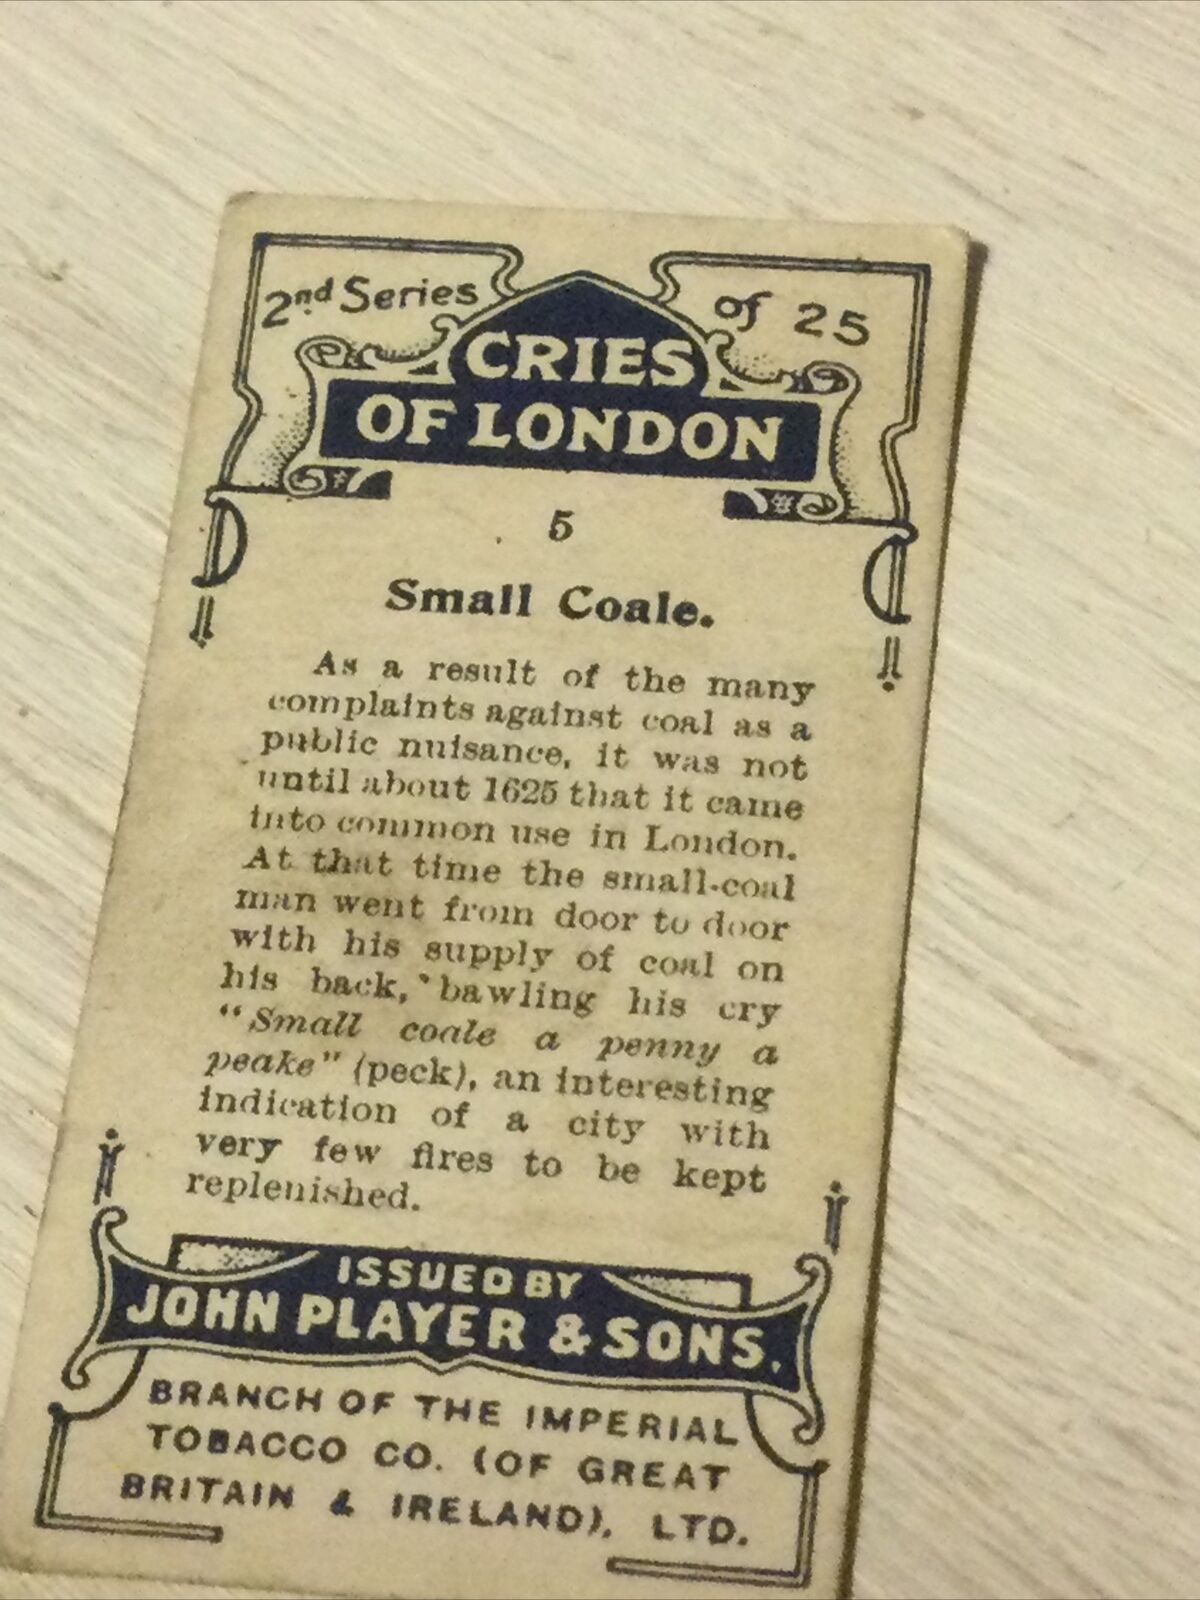 2nd Series of 25
CRIES
OF LONDON
5
Small Coale.
As a result of the many
complaints against coal as a
public nuisance, it was not
until about 1625 that it came
into common use in London.
At that time the small-coal
man went from door to door
with his supply of coal on
his back, bawling his cry
"Small coale a penny a
peake" (peck), an interesting
indication of a city with
very few fires to be kept
replenished.
ISSUED BY
JOHN PLAYER & SONS.
BRANCH OF THE IMPERIAL
TOBACCO CO. (OF GREAT
BRITAIN & IRELAND), LTD.